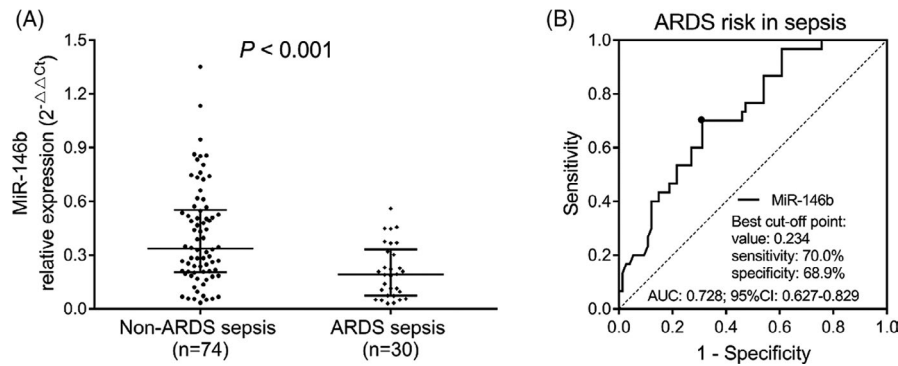 (A)
P < 0.001
MiR-146b
relative expression (2-△△Ct)
1.5
1.2
0.9
0.6
0.3
0.0
Non-ARDS sepsis
(n=74)
ARDS sepsis
(n=30)
(B)
ARDS risk in sepsis
Sensitivity
1.0
0.8
0.6
0.4
0.2
0.0
MiR-146b
Best cut-off point:
value: 0.234
sensitivity: 70.0%
specificity: 68.9%
AUC: 0.728; 95%CI: 0.627-0.829
0.0 0.2 0.4 0.6 0.8 1.0
1 - Specificity